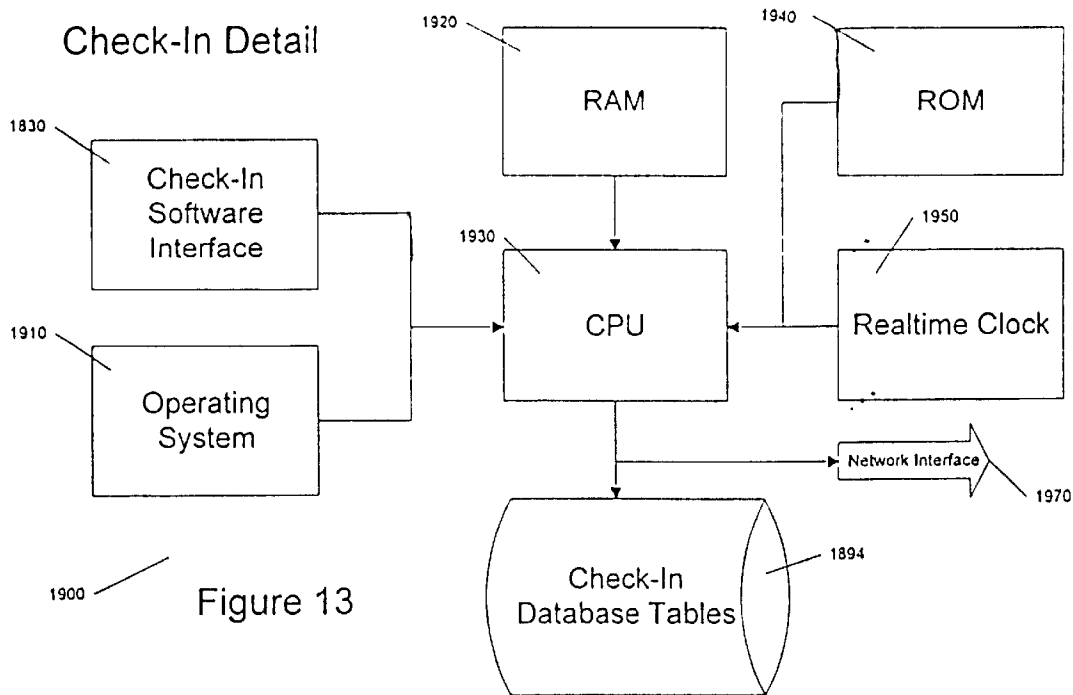 Check-In Detail
1920
RAM
1940
ROM
1830
Check-In
Software
Interface
1930
CPU
1950
Realtime Clock
1910
Operating
System
Network Interface
1970
1894
Check-In
Database Tables
1900
Figure 13